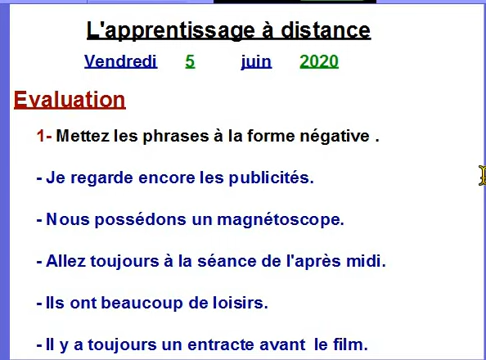 L'apprentissage à distance
Vendredi 5 juin 2020
Evaluation
1- Mettez les phrases à la forme négative .
- Je regarde encore les publicités.
- Nous possédons un magnétoscope.
- Allez toujours à la séance de l'après midi.
- Ils ont beaucoup de loisirs.
- Il y a toujours un entracte avant le film.